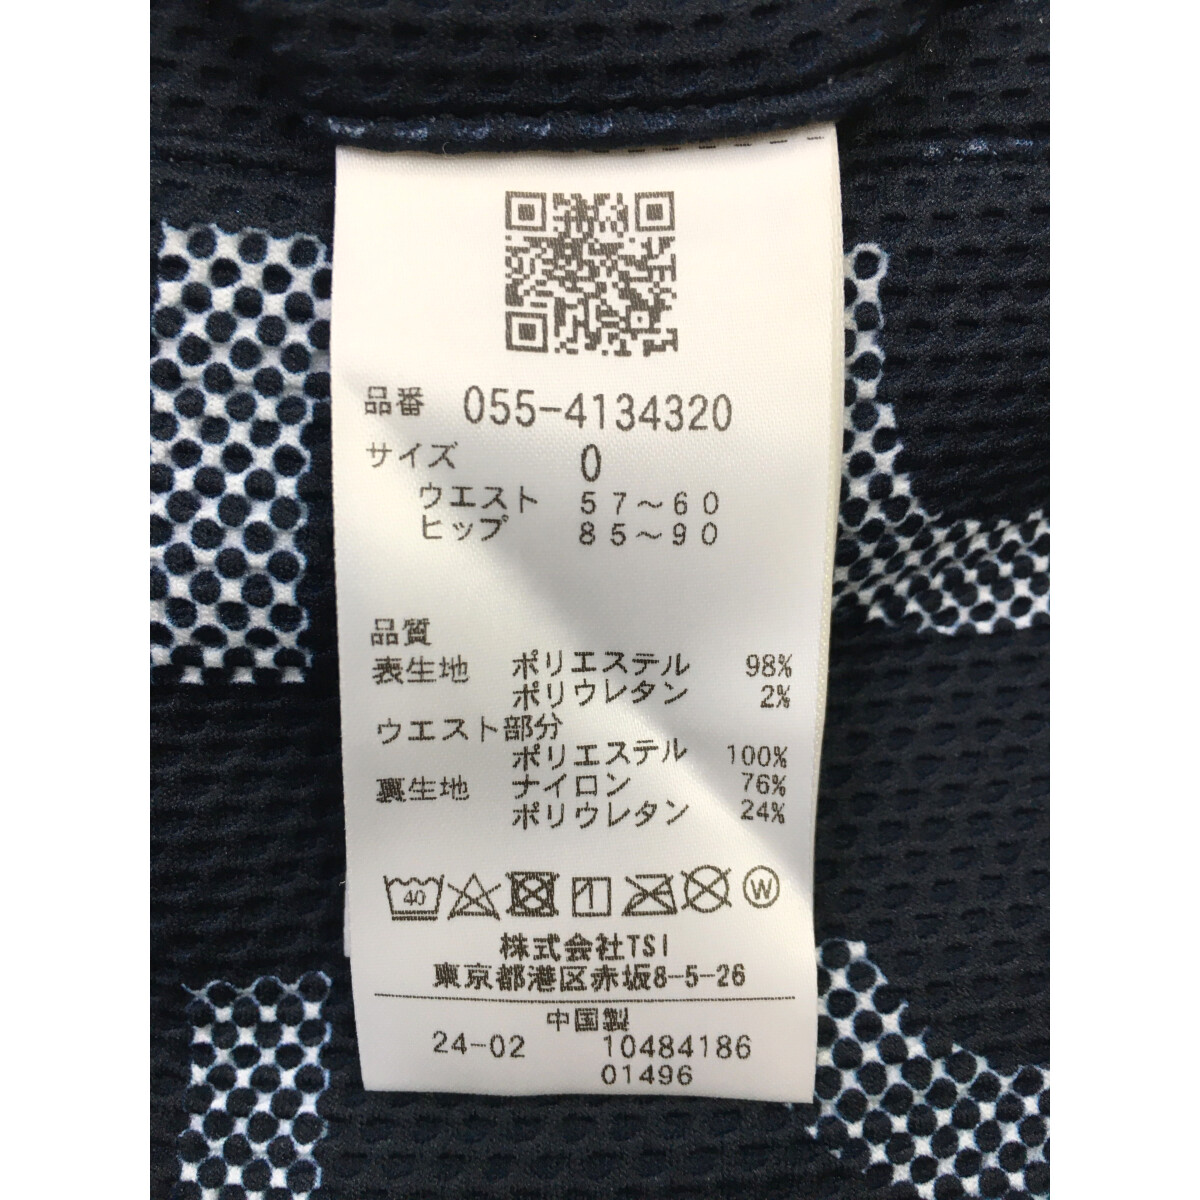 品番 055-4134320
サイズ 0
ウエスト 57～60
ヒップ 85～90
品質
表生地 ポリエステル 98%
ポリウレタン 2%
ウエスト部分
ポリエステル 100%
裏生地 ナイロン 76%
ポリウレタン 24%
40 W
株式会社TSI
東京都港区赤坂8-5-26
中国製
24-02 10484186
01496